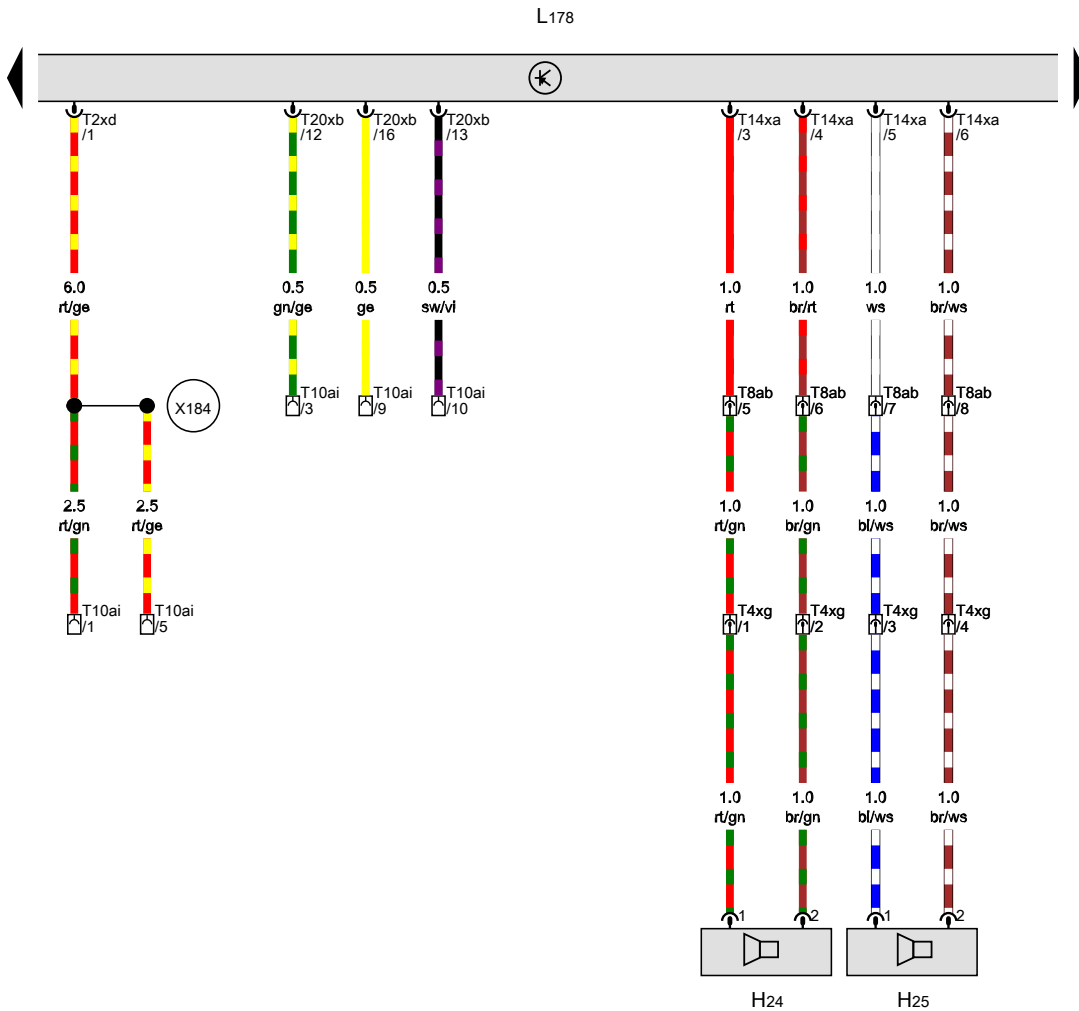 L178
T2xd
/1
T20xb
/12
T20xb
/16
T20xb
/13
T14xa
/3
T14xa
/4
T14xa
/5
T14xa
/6
6.0
rt/ge
0.5
gn/ge
0.5
ge
0.5
sw/vi
1.0
rt
1.0
br/rt
1.0
ws
1.0
br/ws
X184
T10ai
/3
T10ai
/9
T10ai
/10
T8ab
/5
T8ab
/6
T8ab
/7
T8ab
/8
2.5
rt/gn
2.5
rt/ge
1.0
rt/gn
1.0
br/gn
1.0
bl/ws
1.0
br/ws
T10ai
/1
T10ai
/5
T4xg
/1
T4xg
/2
T4xg
/3
T4xg
/4
1.0
rt/gn
1.0
br/gn
1.0
bl/ws
1.0
br/ws
1
2
1
2
H24
H25